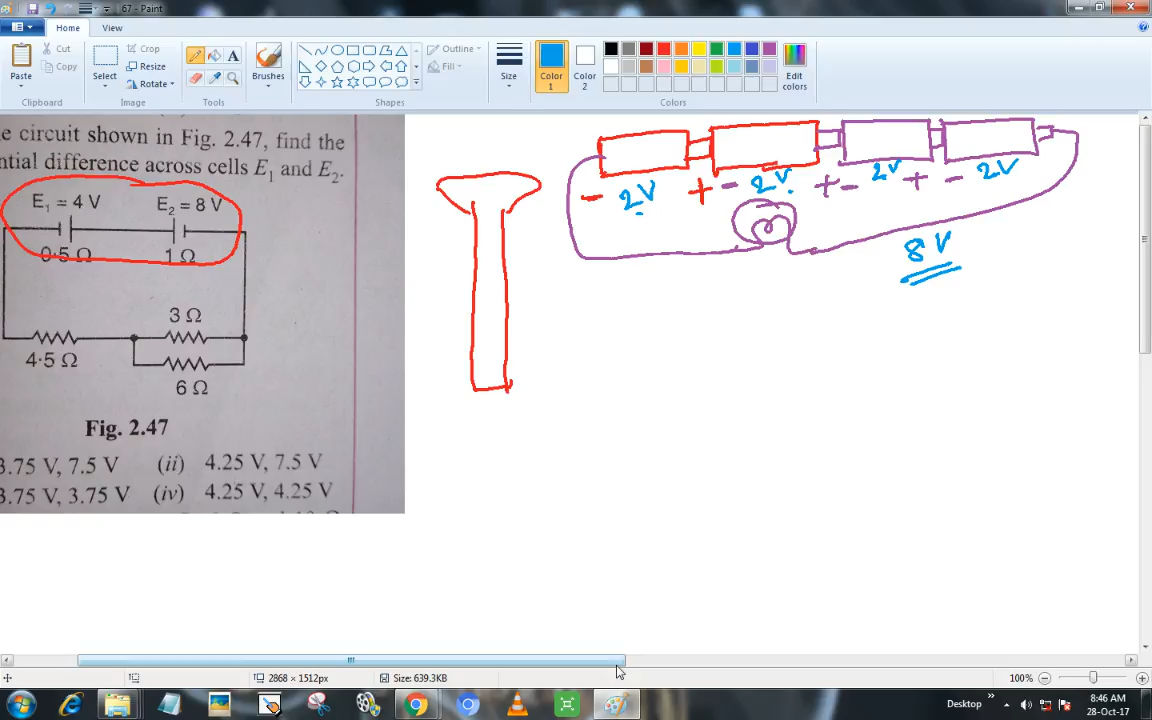 67 - Paint
Home View
Paste
Cut
Copy
Clipboard
Select
Crop
Resize
Rotate
Image
A
Tools
Brushes
Shapes
Outline
Fill
Size
Color 1
Color 2
Edit colors
Colors
e circuit shown in Fig. 2.47, find the
ntial difference across cells E₁ and E₂.
E₁ = 4 V E₂ = 8 V
0·5 Ω 1 Ω
3 Ω
4·5 Ω
6 Ω
Fig. 2.47
3.75 V, 7.5 V (ii) 4.25 V, 7.5 V
3.75 V, 3.75 V (iv) 4.25 V, 4.25 V
- 2V + - 2V + - 2V + - 2V
8 V
2868 × 1512px
Size: 639.3KB
100%
Desktop
8:46 AM
28-Oct-17